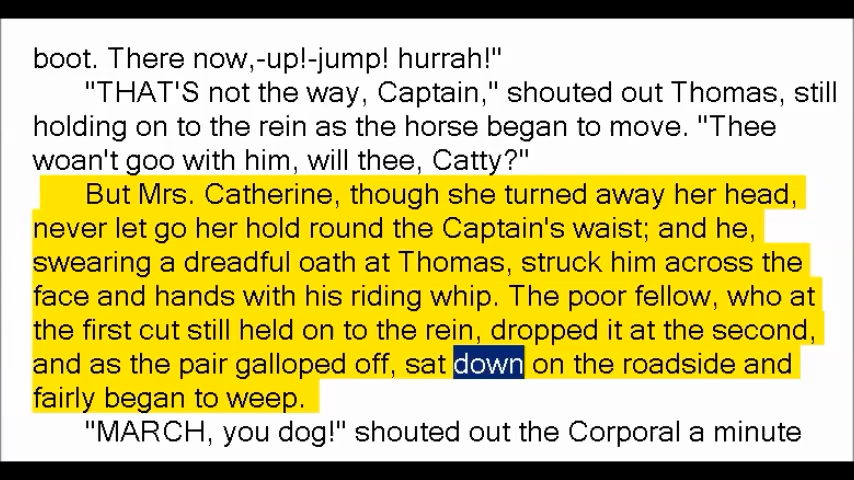 boot. There now,-up!-jump! hurrah!"
"THAT'S not the way, Captain," shouted out Thomas, still
holding on to the rein as the horse began to move. "Thee
woan't goo with him, will thee, Catty?"
But Mrs. Catherine, though she turned away her head,
never let go her hold round the Captain's waist; and he,
swearing a dreadful oath at Thomas, struck him across the
face and hands with his riding whip. The poor fellow, who at
the first cut still held on to the rein, dropped it at the second,
and as the pair galloped off, sat down on the roadside and
fairly began to weep.
"MARCH, you dog!" shouted out the Corporal a minute